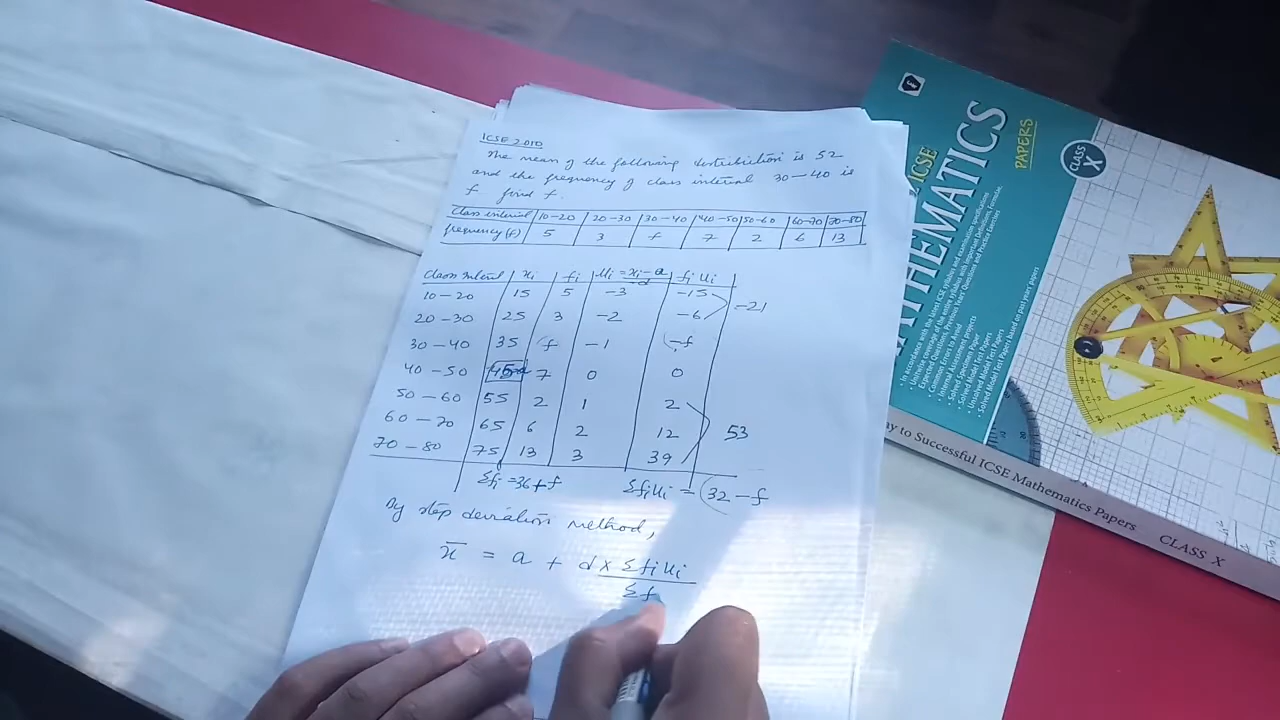 ICSE 2010
The mean of the following distribution is 52
and the frequency of class interval 30-40 is
f find f.
Class interval 10-20 20-30 30-40 40-50 50-60 60-70 70-80
frequency(f) 5 3 f 7 2 6 13
Class interval xi fi ui = xi - a / d fi ui
10-20 15 5 -3 -15 -21
20-30 25 3 -2 -6
30-40 35 f -1 -f
40-50 45=a 7 0 0
50-60 55 2 1 2
60-70 65 6 2 12 53
70-80 75 13 3 39
Σfi = 36+f Σfiui = 32-f
By step deviation method,
x̄ = a + d x Σ fi ui
Σ f
ICSE
MATHEMATICS
PAPERS
CLASS X
Way to Successful ICSE Mathematics Papers CLASS X